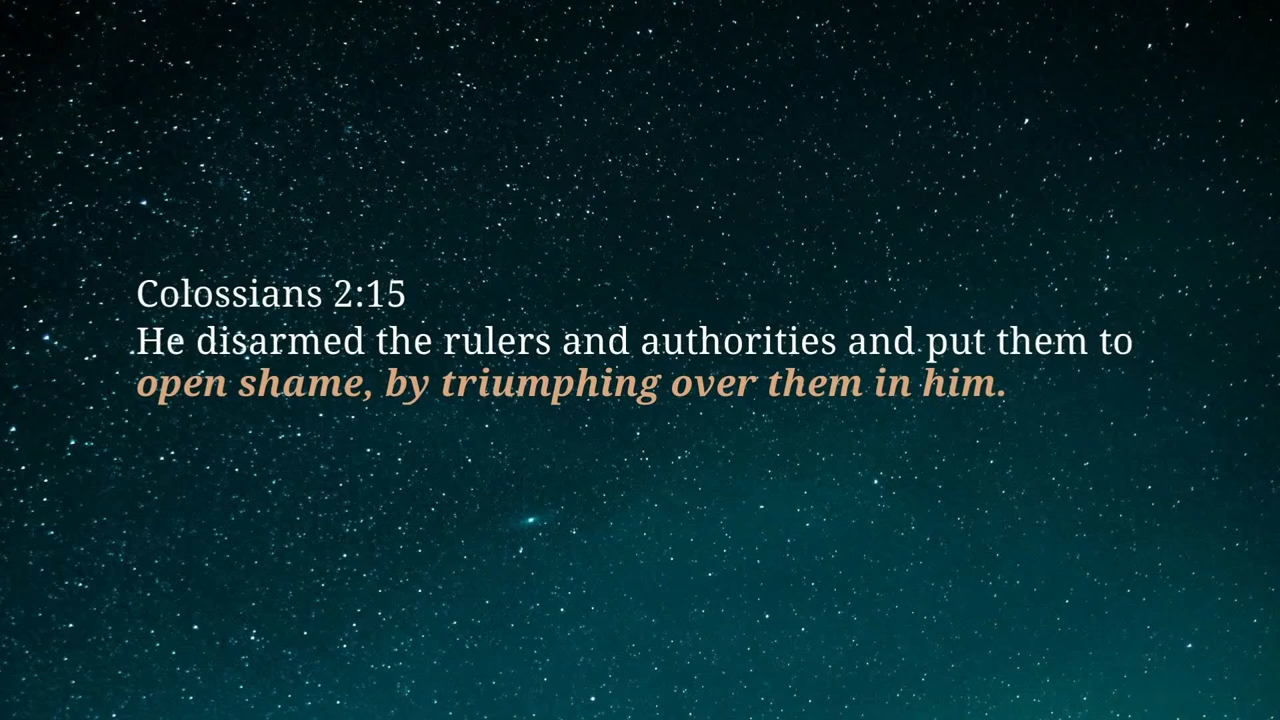 Colossians 2:15
He disarmed the rulers and authorities and put them to
open shame, by triumphing over them in him.